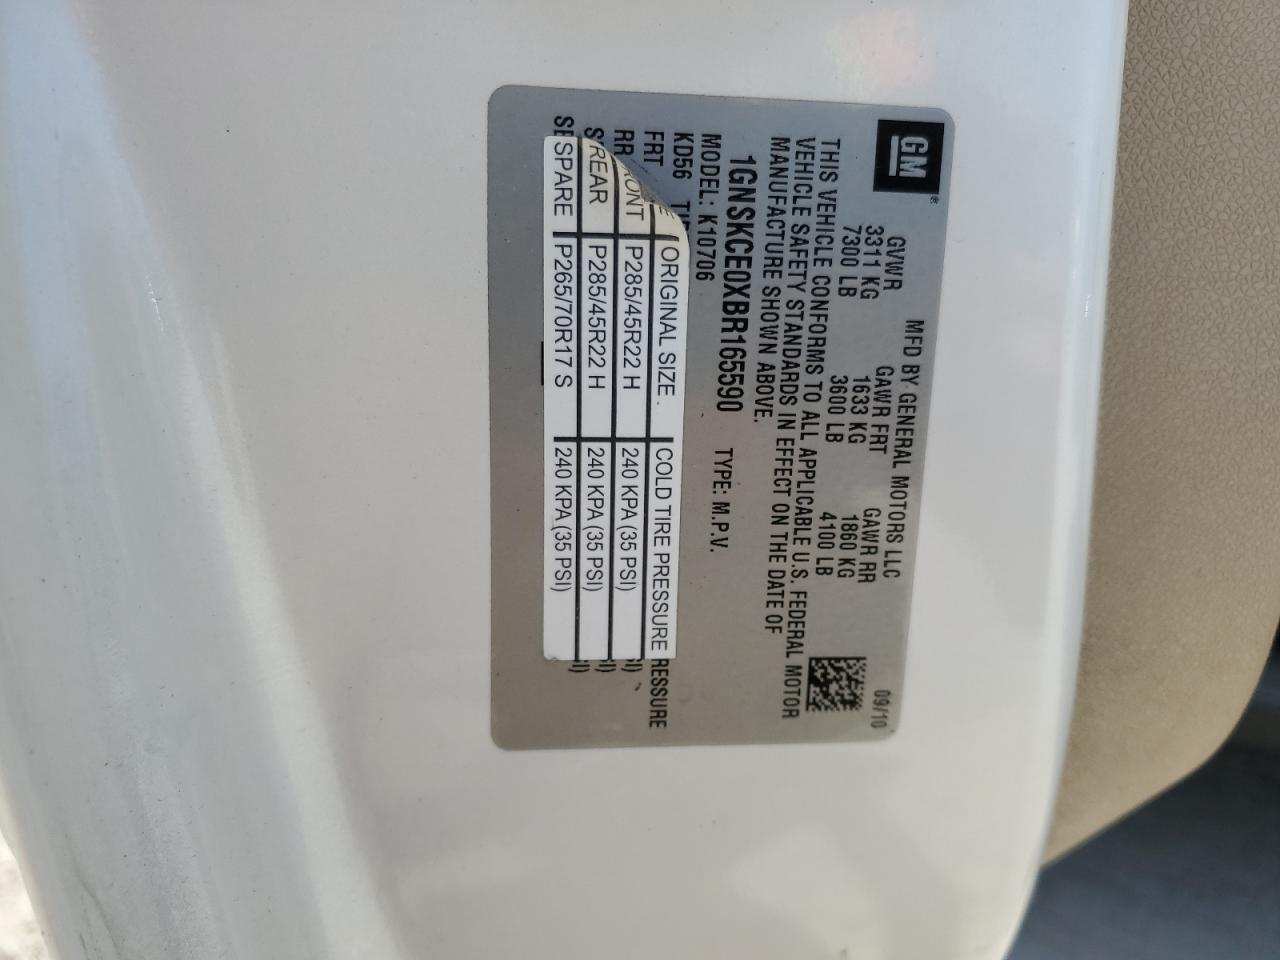 GM
MFD BY GENERAL MOTORS LLC 09/10
GVWR GAWR FRT GAWR RR
3311 KG 1633 KG 1860 KG
7300 LB 3600 LB 4100 LB
THIS VEHICLE CONFORMS TO ALL APPLICABLE U.S. FEDERAL MOTOR
VEHICLE SAFETY STANDARDS IN EFFECT ON THE DATE OF
MANUFACTURE SHOWN ABOVE.
1GNSKCE0XBR165590 TYPE: M.P.V.
MODEL: K10706
KD56
ORIGINAL SIZE COLD TIRE PRESSURE RESSURE
FRT
P285/45R22 H 240 KPA (35 PSI) I)
RR
REAR P285/45R22 H 240 KPA (35 PSI) I)
SPARE P265/70R17 S 240 KPA (35 PSI) I)